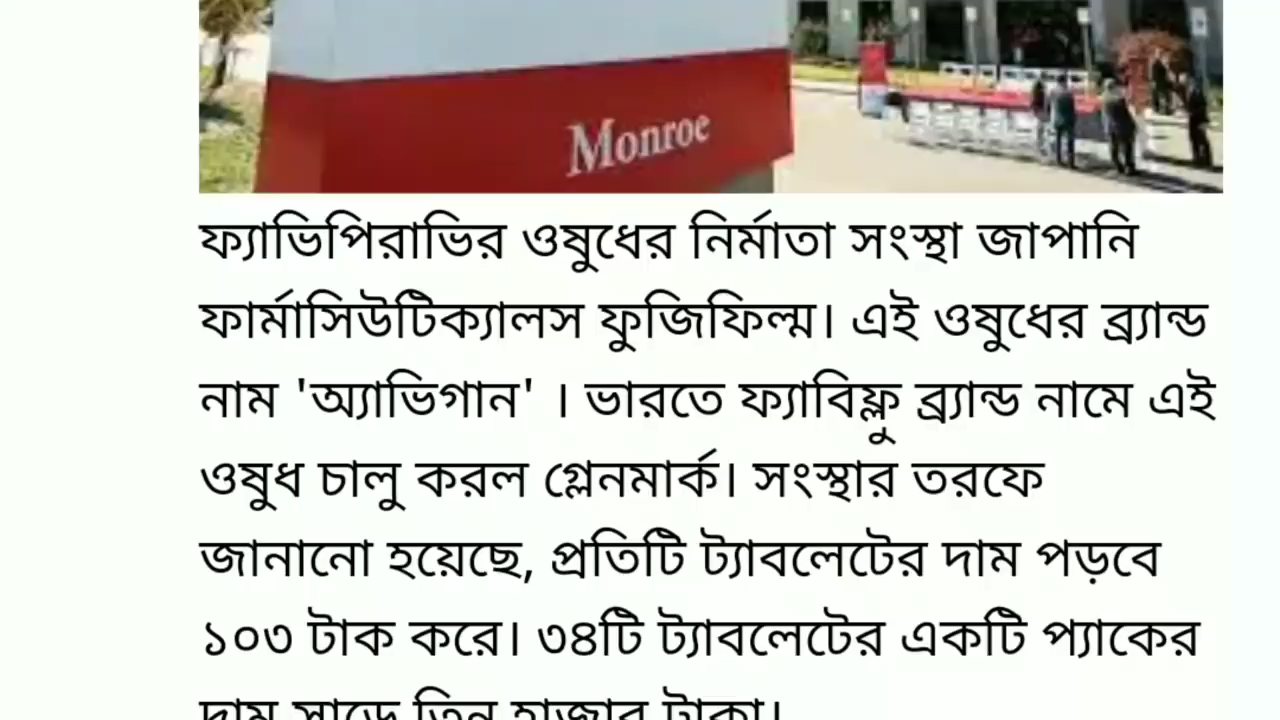 Monroe
ফ্যাভিপিরাভির ওষুধের নির্মাতা সংস্থা জাপানি
ফার্মাসিউটিক্যালস ফুজিফিল্ম। এই ওষুধের ব্র্যান্ড
নাম 'অ্যাভিগান' । ভারতে ফ্যাবিফ্লু ব্র্যান্ড নামে এই
ওষুধ চালু করল গ্লেনমার্ক। সংস্থার তরফে
জানানো হয়েছে, প্রতিটি ট্যাবলেটের দাম পড়বে
১০৩ টাক করে। ৩৪টি ট্যাবলেটের একটি প্যাকের
দাম সাড়ে তিন হাজার টাকা।